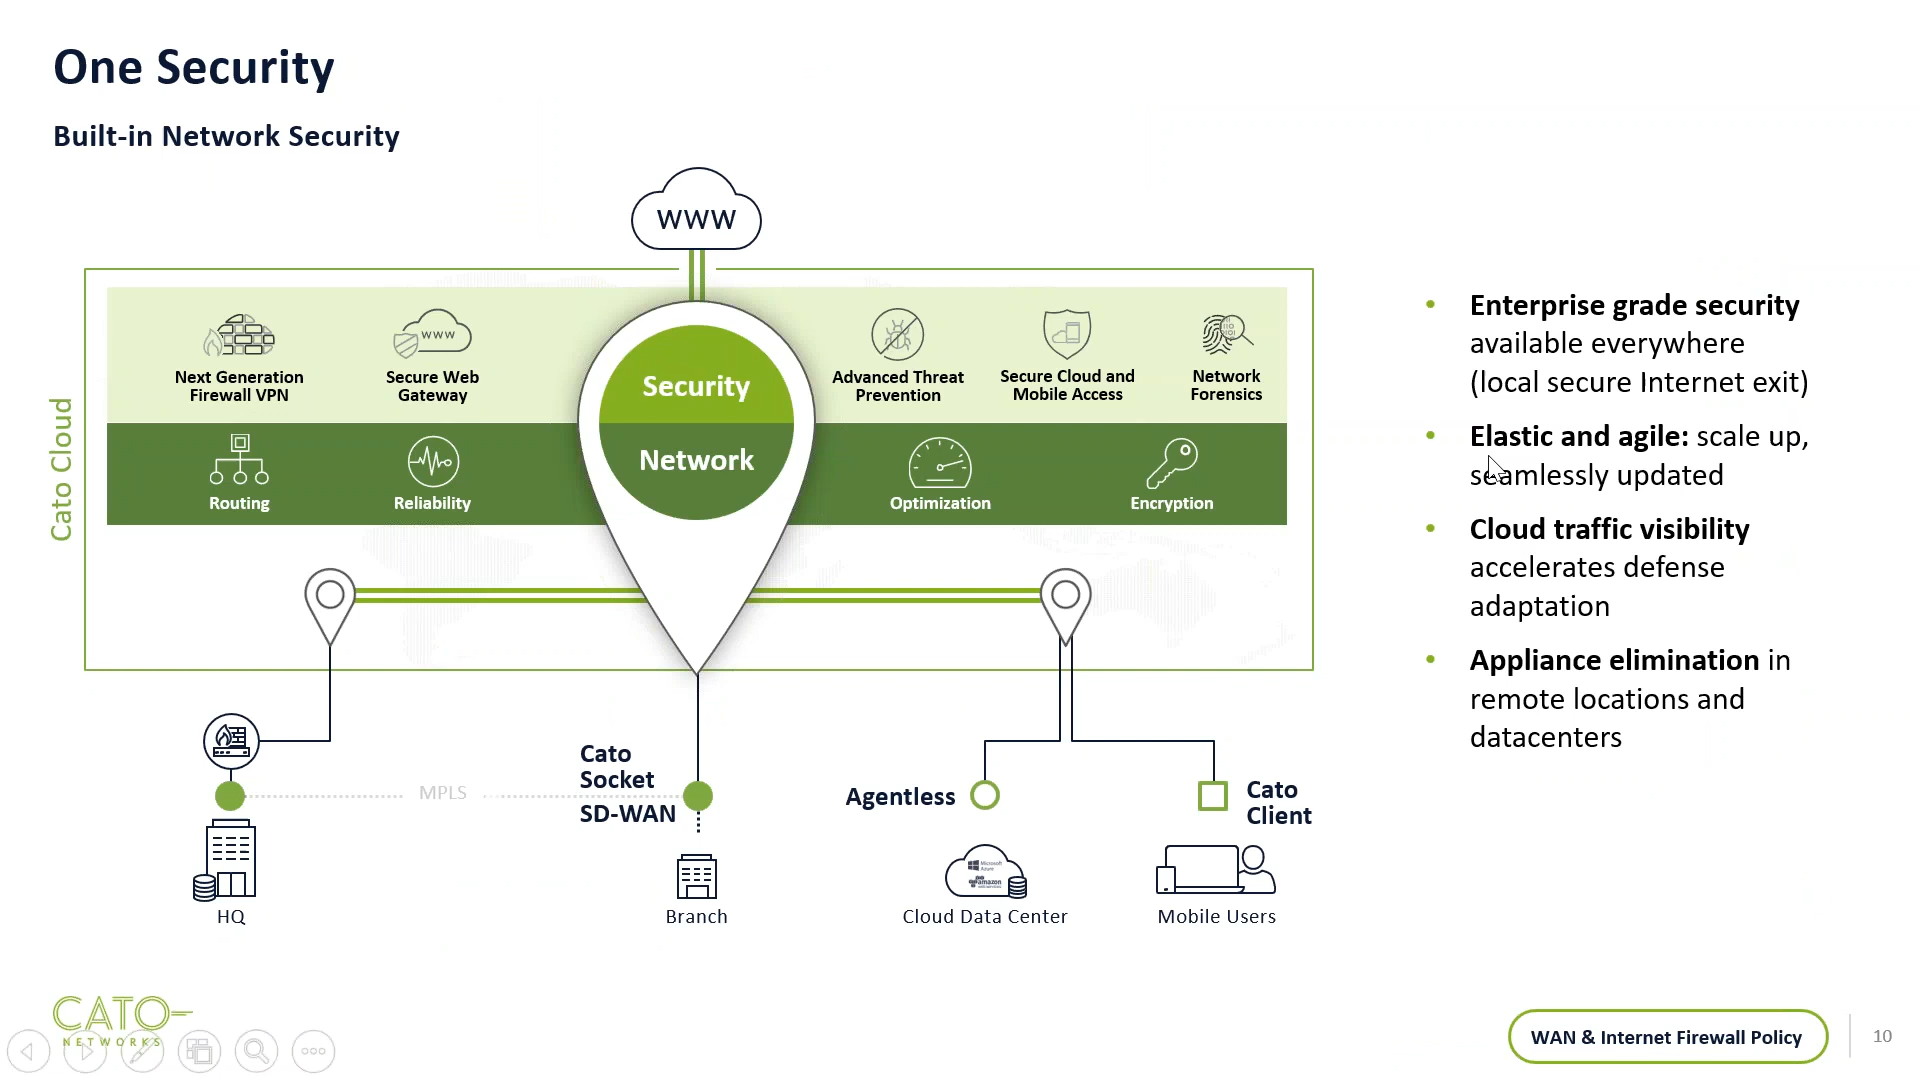 One Security
Built-in Network Security
WWW
Cato Cloud
Next Generation
Firewall VPN
WWW
Secure Web
Gateway
Security
Advanced Threat
Prevention
Secure Cloud and
Mobile Access
Network
Forensics
Routing
Reliability
Network
Optimization
Encryption
MPLS
Cato
Socket
SD-WAN
Agentless
Cato
Client
HQ
Branch
Microsoft
Azure
amazon
Cloud Data Center
Mobile Users
• Enterprise grade security
available everywhere
(local secure Internet exit)
• Elastic and agile: scale up,
seamlessly updated
• Cloud traffic visibility
accelerates defense
adaptation
• Appliance elimination in
remote locations and
datacenters
CATO
NETWORKS
WAN & Internet Firewall Policy
10